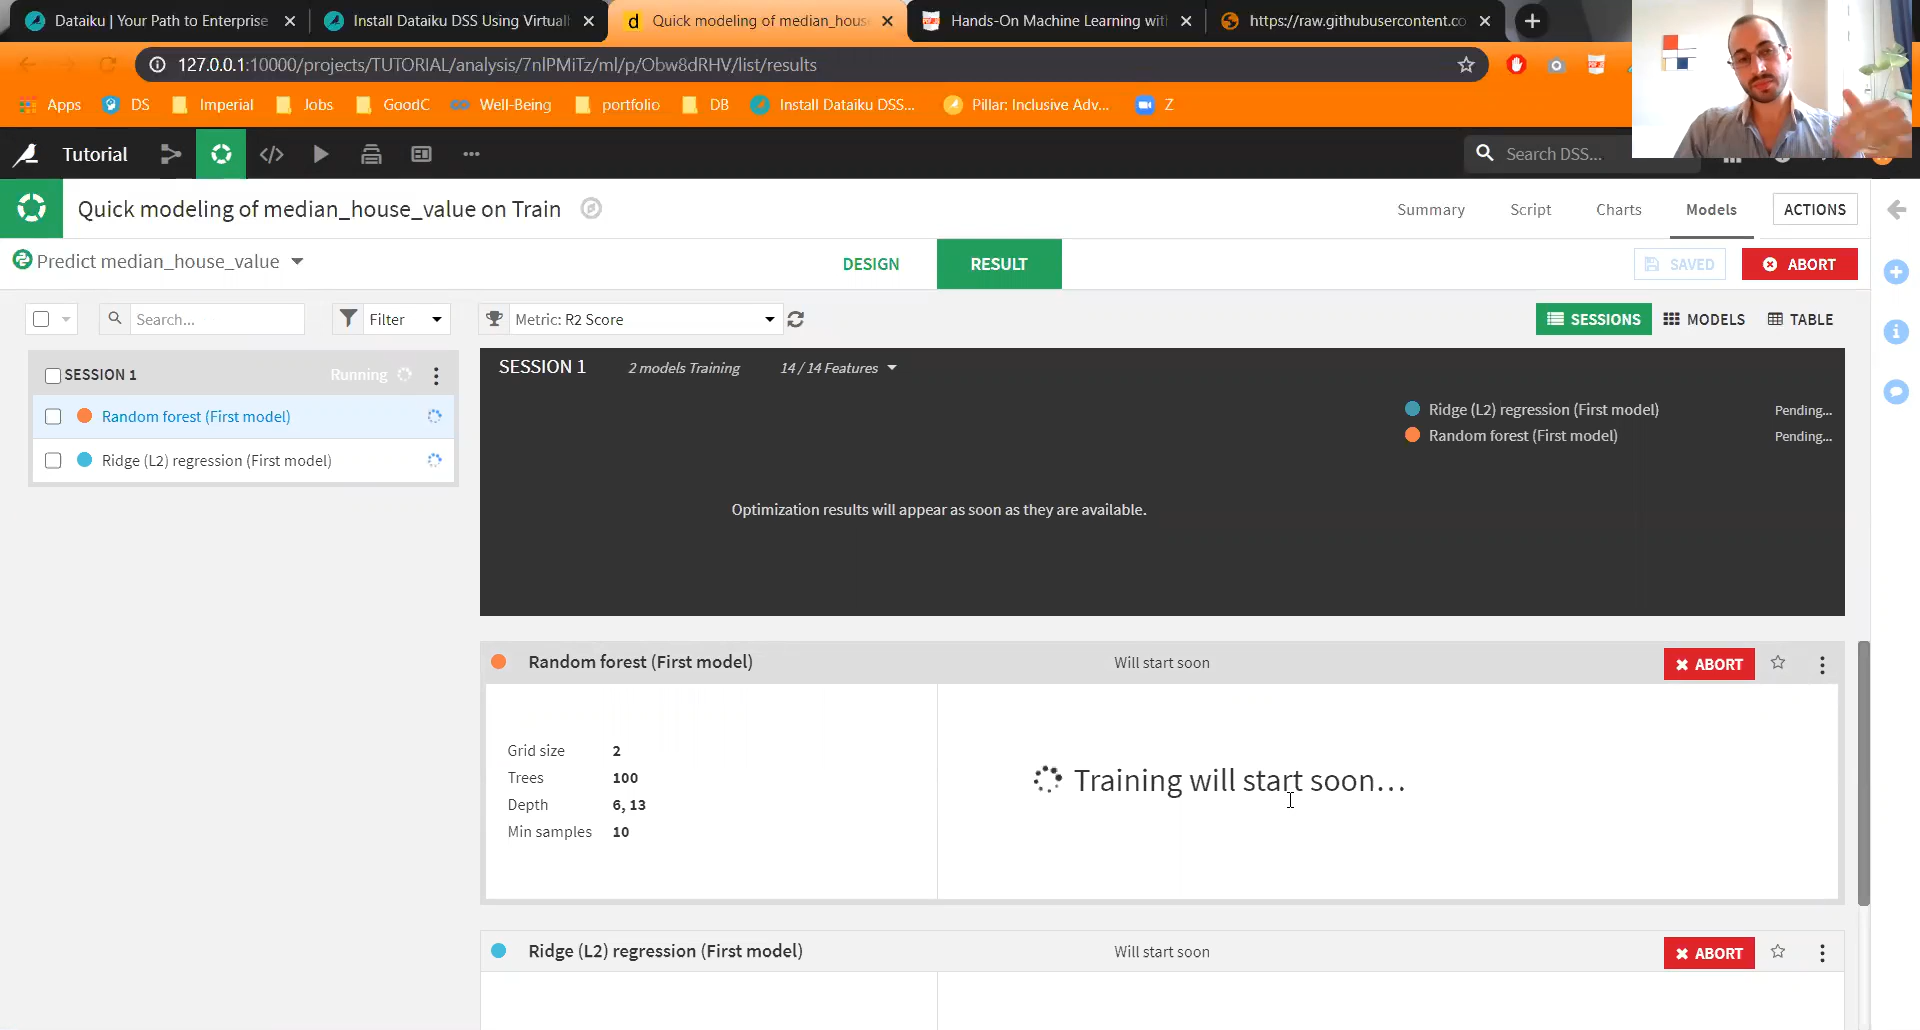 Dataiku | Your Path to Enterprise
Install Dataiku DSS Using Virtuall
Quick modeling of median_hous
Hands-On Machine Learning wit
https://raw.githubusercontent.co
127.0.0.1:10000/projects/TUTORIAL/analysis/7nlPMiTz/ml/p/Obw8dRHV/list/results
Apps
DS
Imperial
Jobs
GoodC
Well-Being
portfolio
DB
Install Dataiku DSS...
Pillar: Inclusive Adv...
Z
Tutorial
Search DSS...
Quick modeling of median_house_value on Train
Summary
Script
Charts
Models
ACTIONS
Predict median_house_value
DESIGN
RESULT
SAVED
ABORT
Search...
Filter
Metric: R2 Score
SESSIONS
MODELS
TABLE
SESSION 1
Running
Random forest (First model)
Ridge (L2) regression (First model)
SESSION 1
2 models Training
14 / 14 Features
Ridge (L2) regression (First model)
Pending...
Random forest (First model)
Pending...
Optimization results will appear as soon as they are available.
Random forest (First model)
Will start soon
ABORT
Grid size 2
Trees 100
Depth 6, 13
Min samples 10
Training will start soon...
Ridge (L2) regression (First model)
Will start soon
ABORT